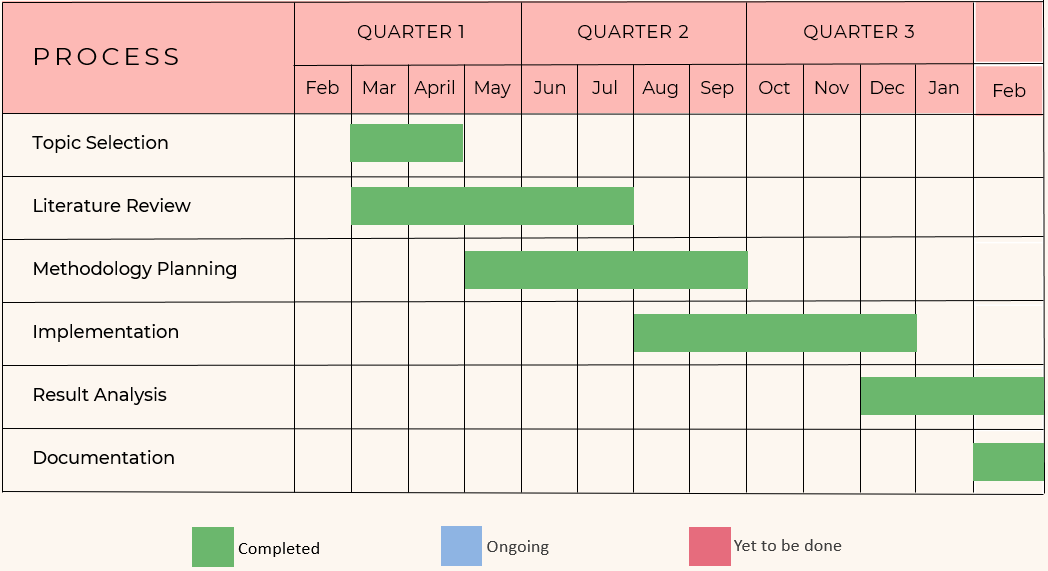 PROCESS
QUARTER 1 QUARTER 2 QUARTER 3
Feb Mar April May Jun Jul Aug Sep Oct Nov Dec Jan Feb
Topic Selection
Literature Review
Methodology Planning
Implementation
Result Analysis
Documentation
Completed Ongoing Yet to be done